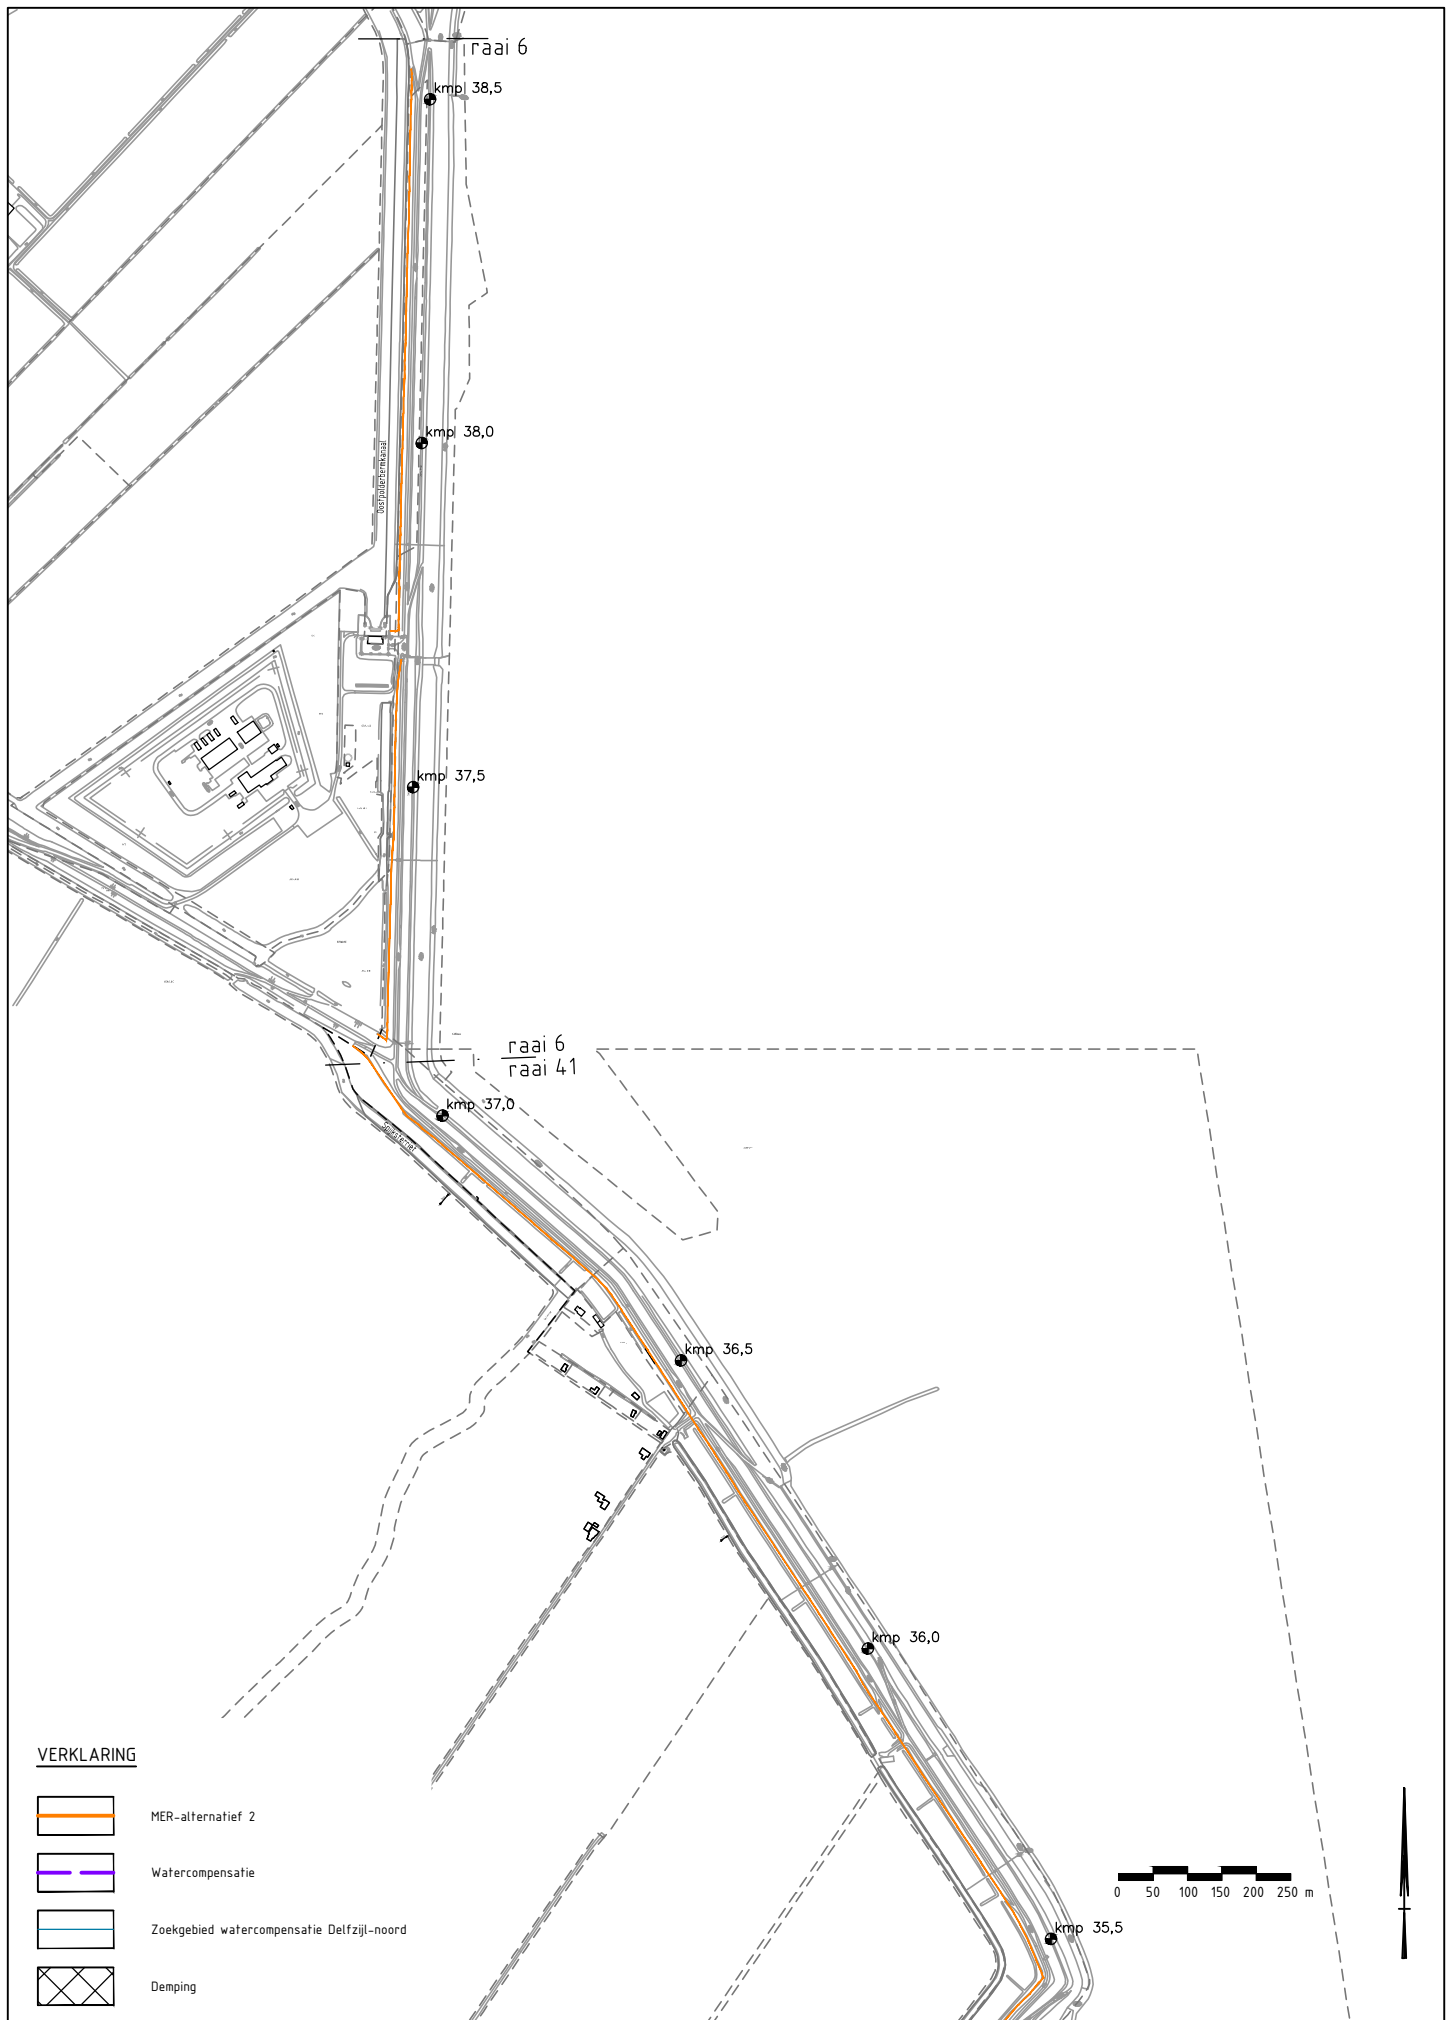 raai 6
kmp 38,5
kmp 38,0
Oostpolderbermkanaal
kmp 37,5
raai 6
raai 41
kmp 37,0
Spijksterriet
kmp 36,5
kmp 36,0
VERKLARING
MER-alternatief 2
Watercompensatie
Zoekgebied watercompensatie Delfzijl-noord
Demping
0 50 100 150 200 250 m
kmp 35,5